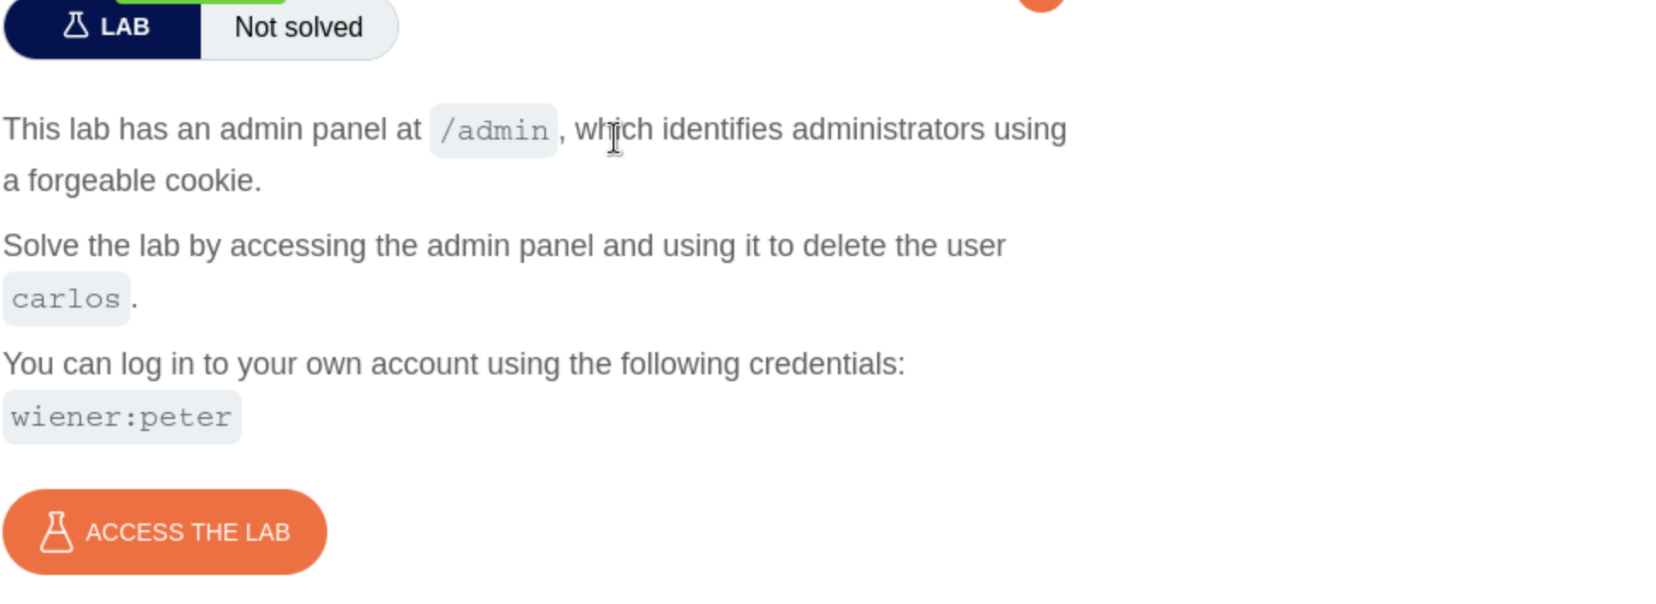 LAB Not solved
This lab has an admin panel at /admin, which identifies administrators using
a forgeable cookie.
Solve the lab by accessing the admin panel and using it to delete the user
carlos.
You can log in to your own account using the following credentials:
wiener:peter
ACCESS THE LAB